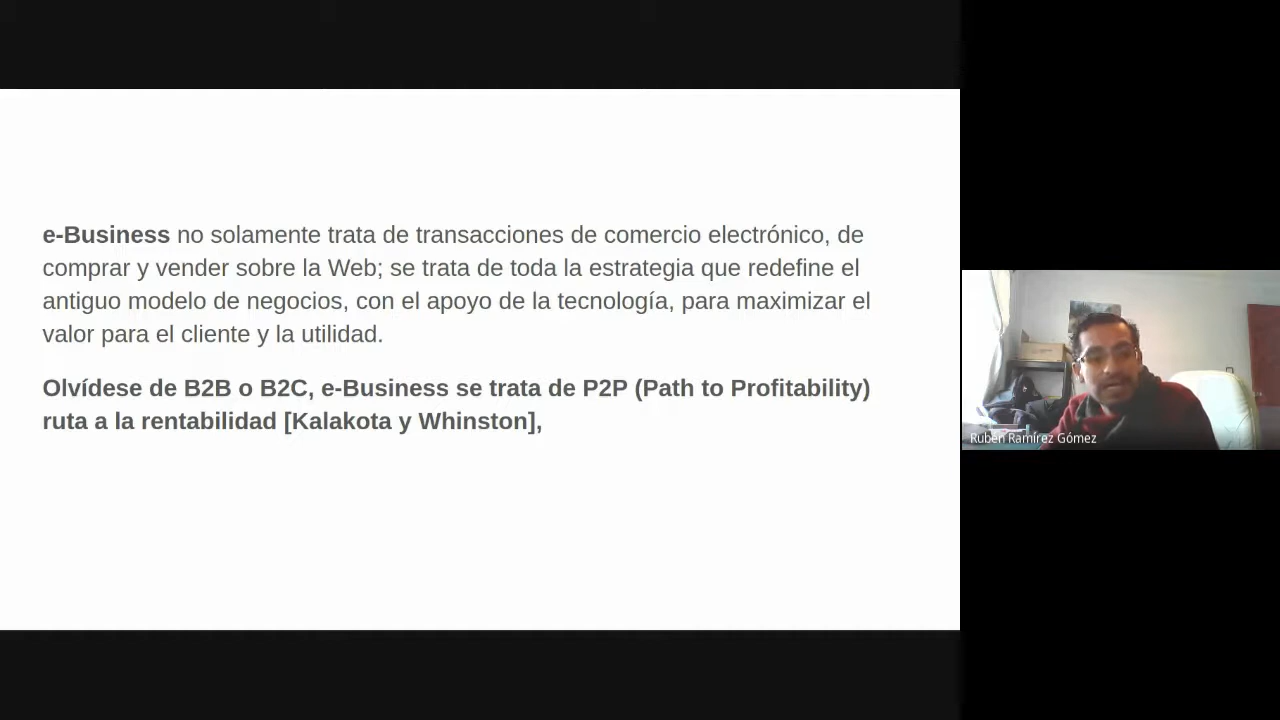 e-Business no solamente trata de transacciones de comercio electrónico, de
comprar y vender sobre la Web; se trata de toda la estrategia que redefine el
antiguo modelo de negocios, con el apoyo de la tecnología, para maximizar el
valor para el cliente y la utilidad.
Olvídese de B2B o B2C, e-Business se trata de P2P (Path to Profitability)
ruta a la rentabilidad [Kalakota y Whinston],
Rubén Ramírez Gómez